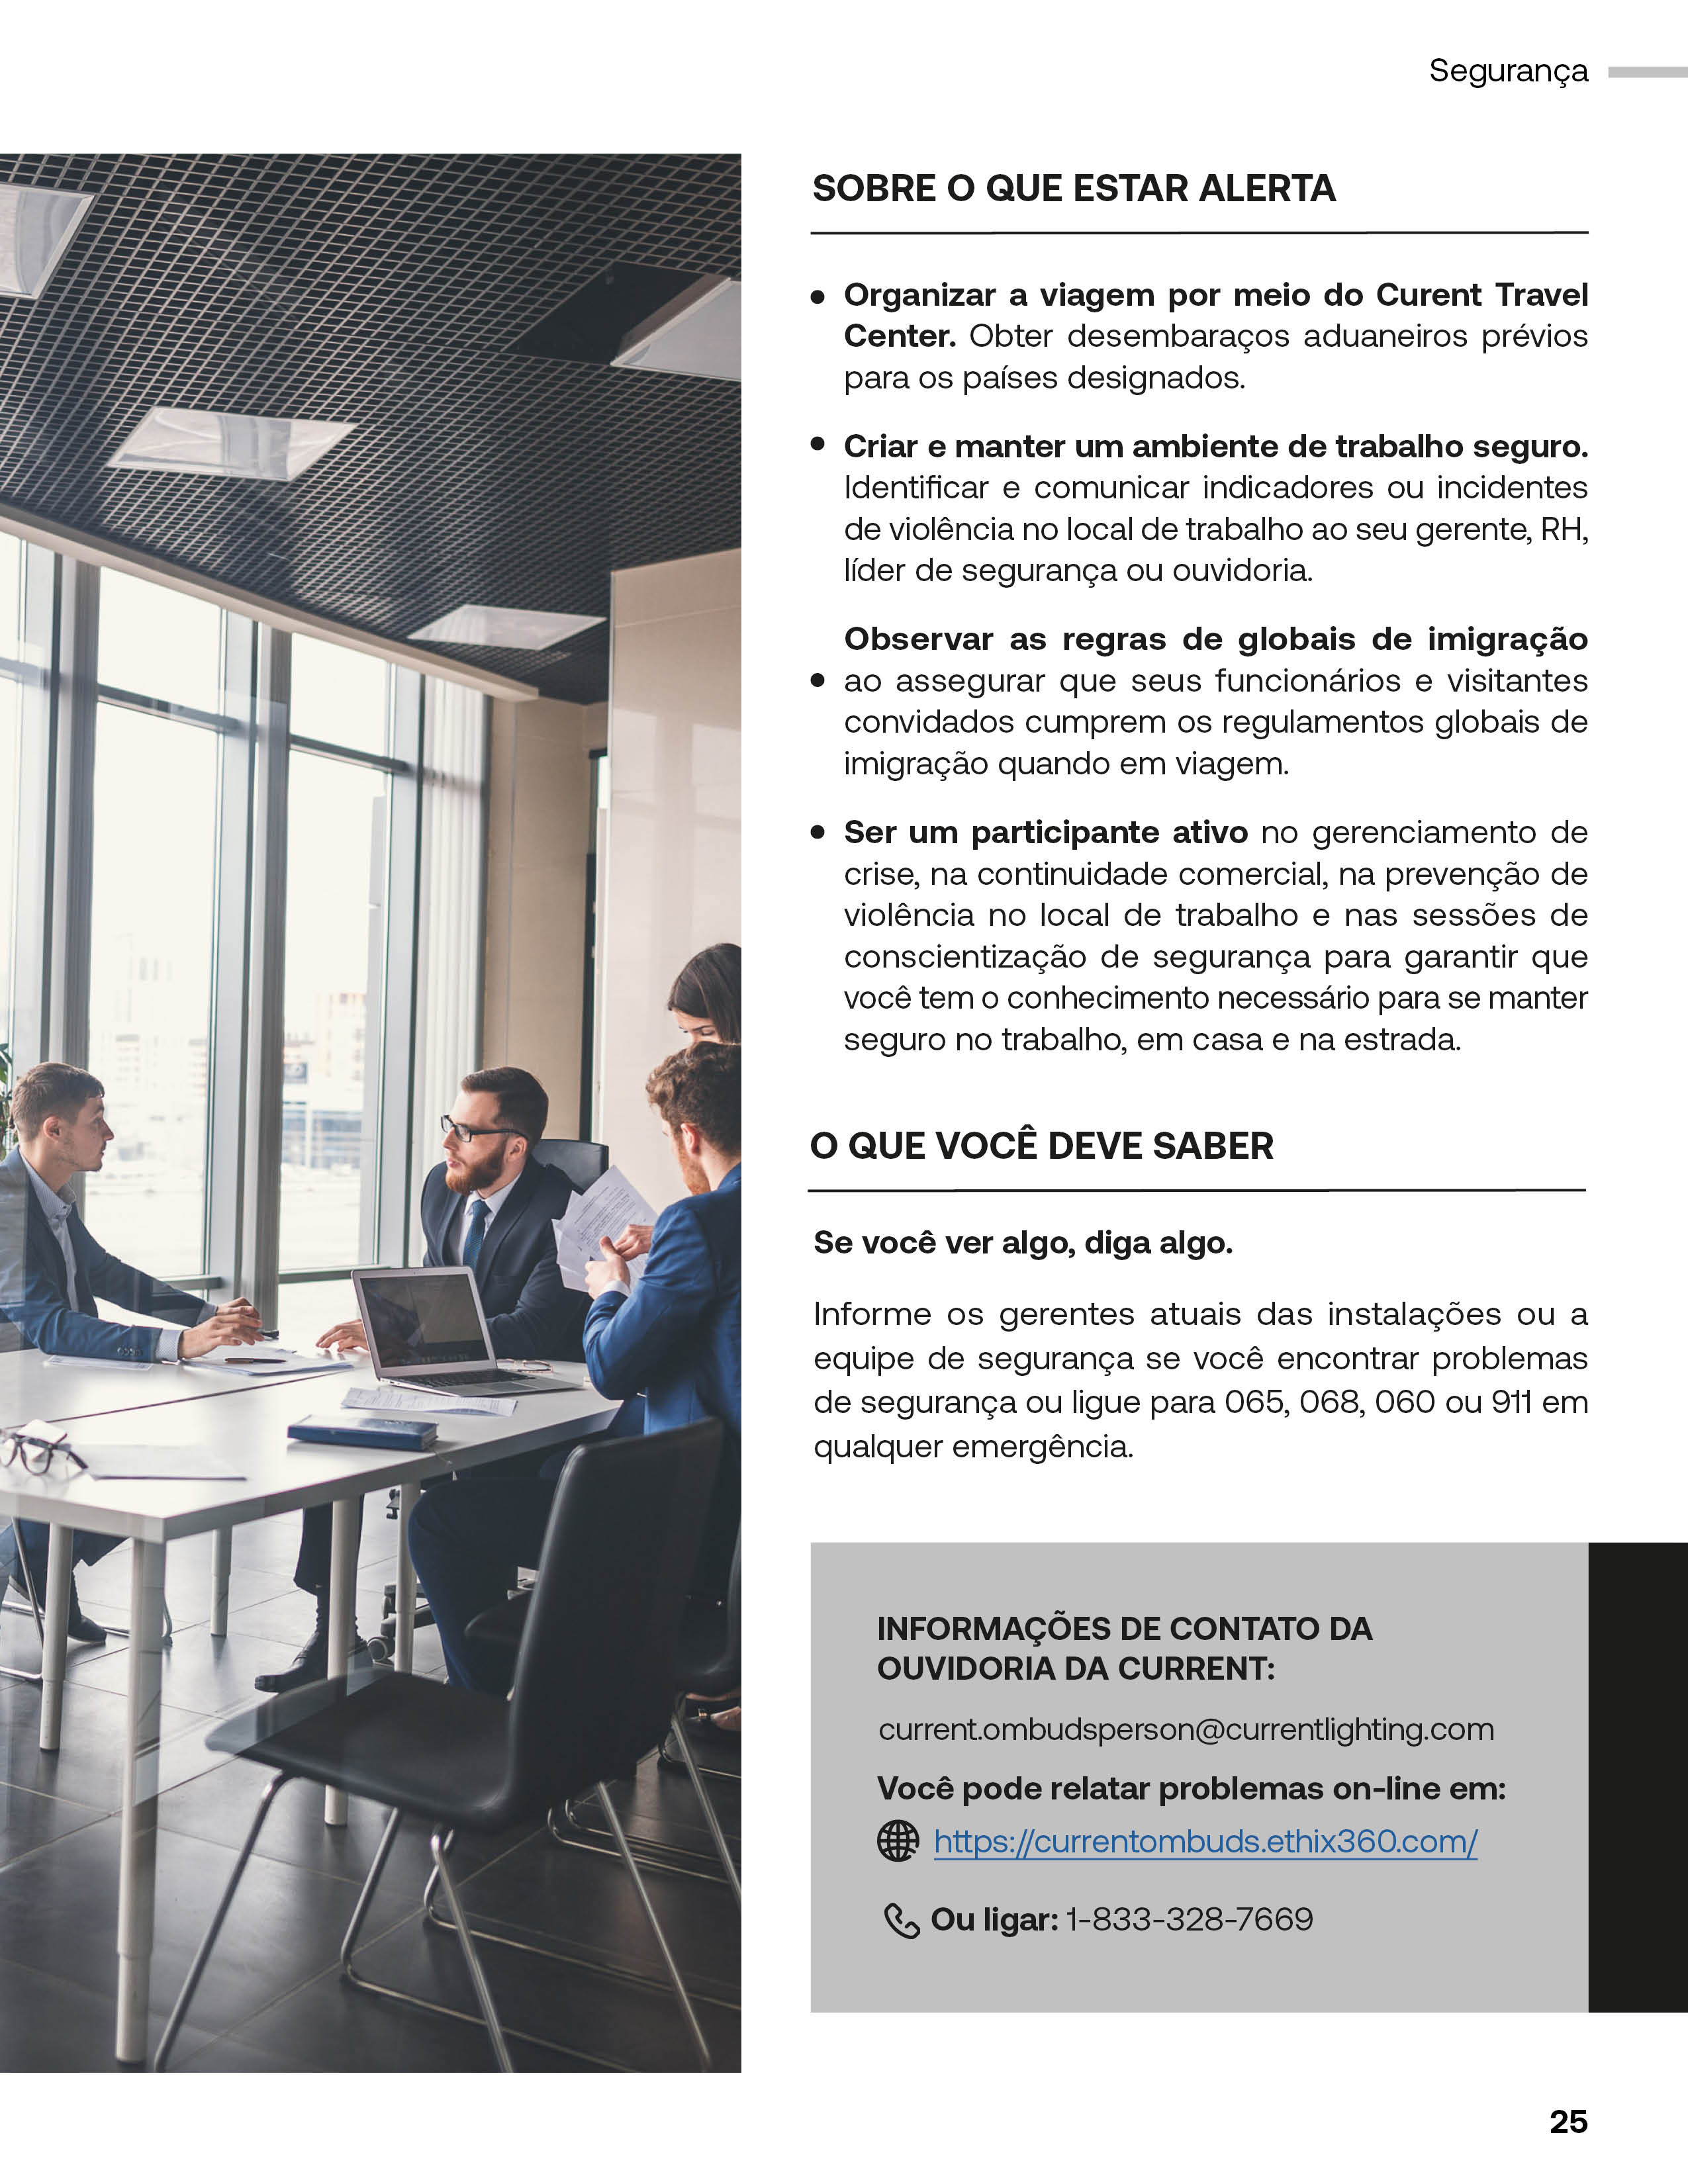 Segurança
SOBRE O QUE ESTAR ALERTA
• Organizar a viagem por meio do Curent Travel
Center. Obter desembaraços aduaneiros prévios
para os países designados.
• Criar e manter um ambiente de trabalho seguro.
Identificar e comunicar indicadores ou incidentes
de violência no local de trabalho ao seu gerente, RH,
líder de segurança ou ouvidoria.
Observar as regras de globais de imigração
• ao assegurar que seus funcionários e visitantes
convidados cumprem os regulamentos globais de
imigração quando em viagem.
• Ser um participante ativo no gerenciamento de
crise, na continuidade comercial, na prevenção de
violência no local de trabalho e nas sessões de
conscientização de segurança para garantir que
você tem o conhecimento necessário para se manter
seguro no trabalho, em casa e na estrada.
O QUE VOCÊ DEVE SABER
Se você ver algo, diga algo.
Informe os gerentes atuais das instalações ou a
equipe de segurança se você encontrar problemas
de segurança ou ligue para 065, 068, 060 ou 911 em
qualquer emergência.
INFORMAÇÕES DE CONTATO DA
OUVIDORIA DA CURRENT:
current.ombudsperson@currentlighting.com
Você pode relatar problemas on-line em:
https://currentombuds.ethix360.com/
Ou ligar: 1-833-328-7669
25